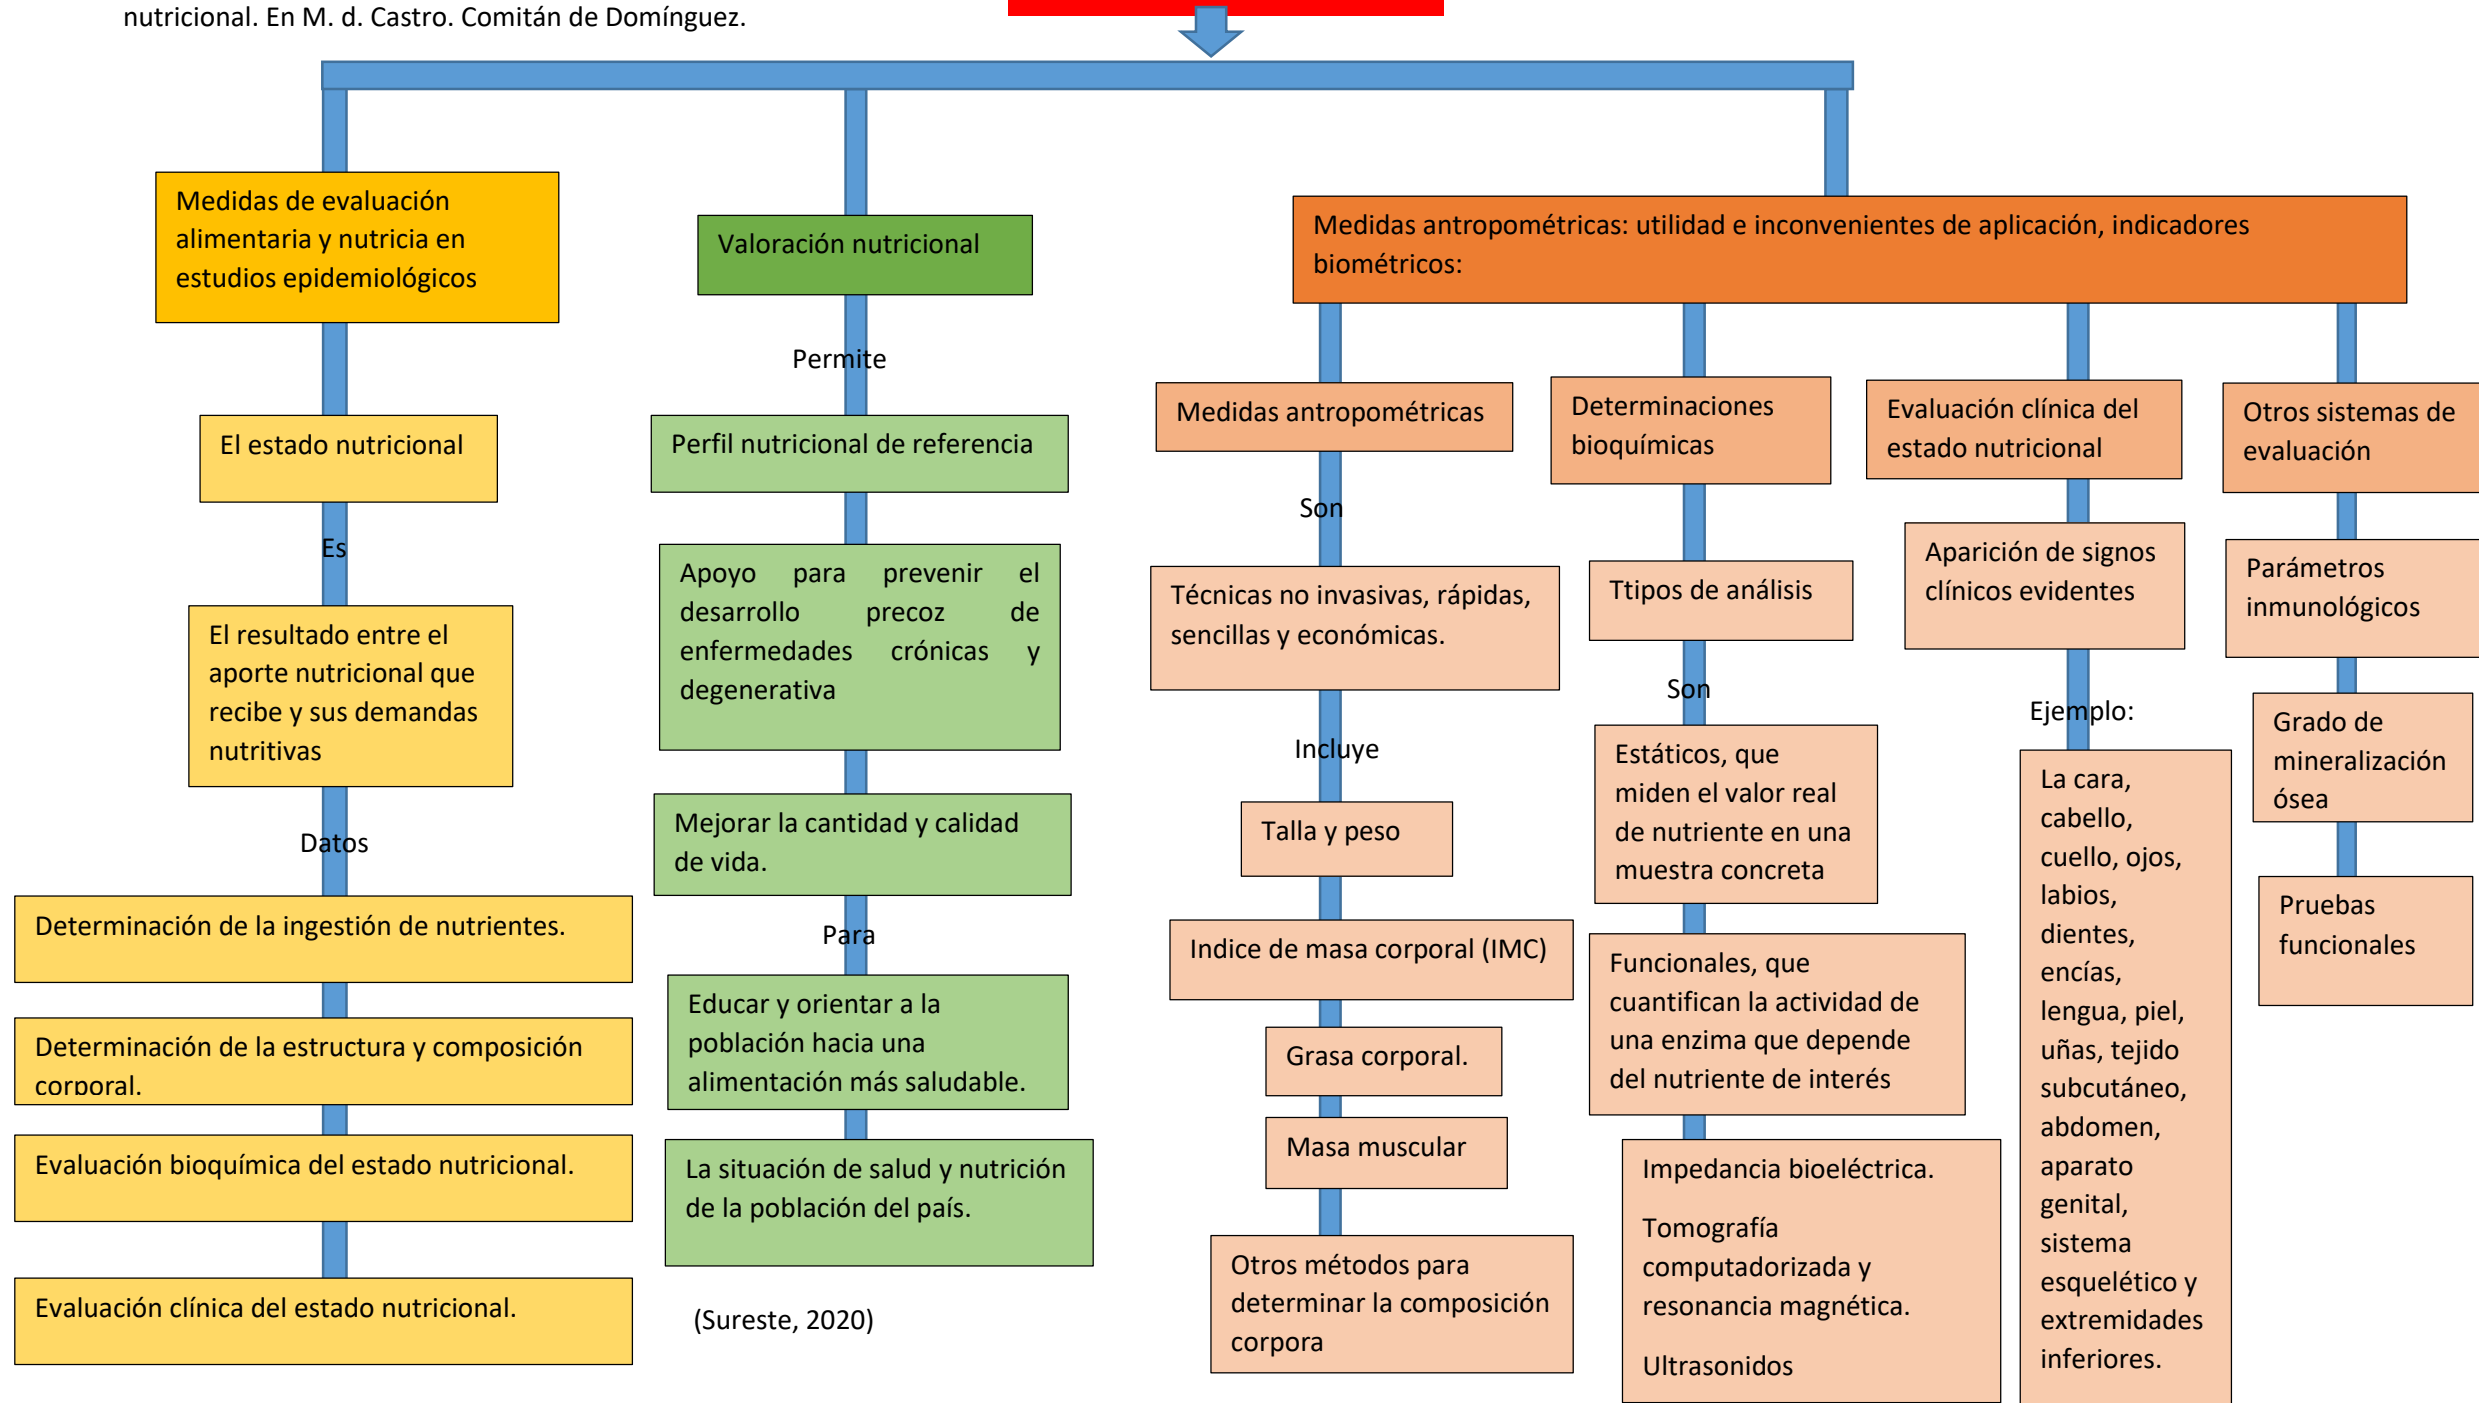 nutricional. En M. d. Castro. Comitán de Domínguez.
Medidas de evaluación
alimentaria y nutricia en
estudios epidemiológicos
El estado nutricional
Es
El resultado entre el
aporte nutricional que
recibe y sus demandas
nutritivas
Datos
Determinación de la ingestión de nutrientes.
Determinación de la estructura y composición
corporal.
Evaluación bioquímica del estado nutricional.
Evaluación clínica del estado nutricional.
Valoración nutricional
Permite
Perfil nutricional de referencia
Apoyo para prevenir el
desarrollo precoz de
enfermedades crónicas y
degenerativa
Mejorar la cantidad y calidad
de vida.
Para
Educar y orientar a la
población hacia una
alimentación más saludable.
La situación de salud y nutrición
de la población del país.
(Sureste, 2020)
Medidas antropométricas: utilidad e inconvenientes de aplicación, indicadores
biométricos:
Medidas antropométricas
Son
Técnicas no invasivas, rápidas,
sencillas y económicas.
Incluye
Talla y peso
Indice de masa corporal (IMC)
Grasa corporal.
Masa muscular
Otros métodos para
determinar la composición
corpora
Determinaciones
bioquímicas
Ttipos de análisis
Son
Estáticos, que
miden el valor real
de nutriente en una
muestra concreta
Funcionales, que
cuantifican la actividad de
una enzima que depende
del nutriente de interés
Impedancia bioeléctrica.
Tomografía
computadorizada y
resonancia magnética.
Ultrasonidos
Evaluación clínica del
estado nutricional
Aparición de signos
clínicos evidentes
Ejemplo:
La cara,
cabello,
cuello, ojos,
labios,
dientes,
encías,
lengua, piel,
uñas, tejido
subcutáneo,
abdomen,
aparato
genital,
sistema
esquelético y
extremidades
inferiores.
Otros sistemas de
evaluación
Parámetros
inmunológicos
Grado de
mineralización
ósea
Pruebas
funcionales